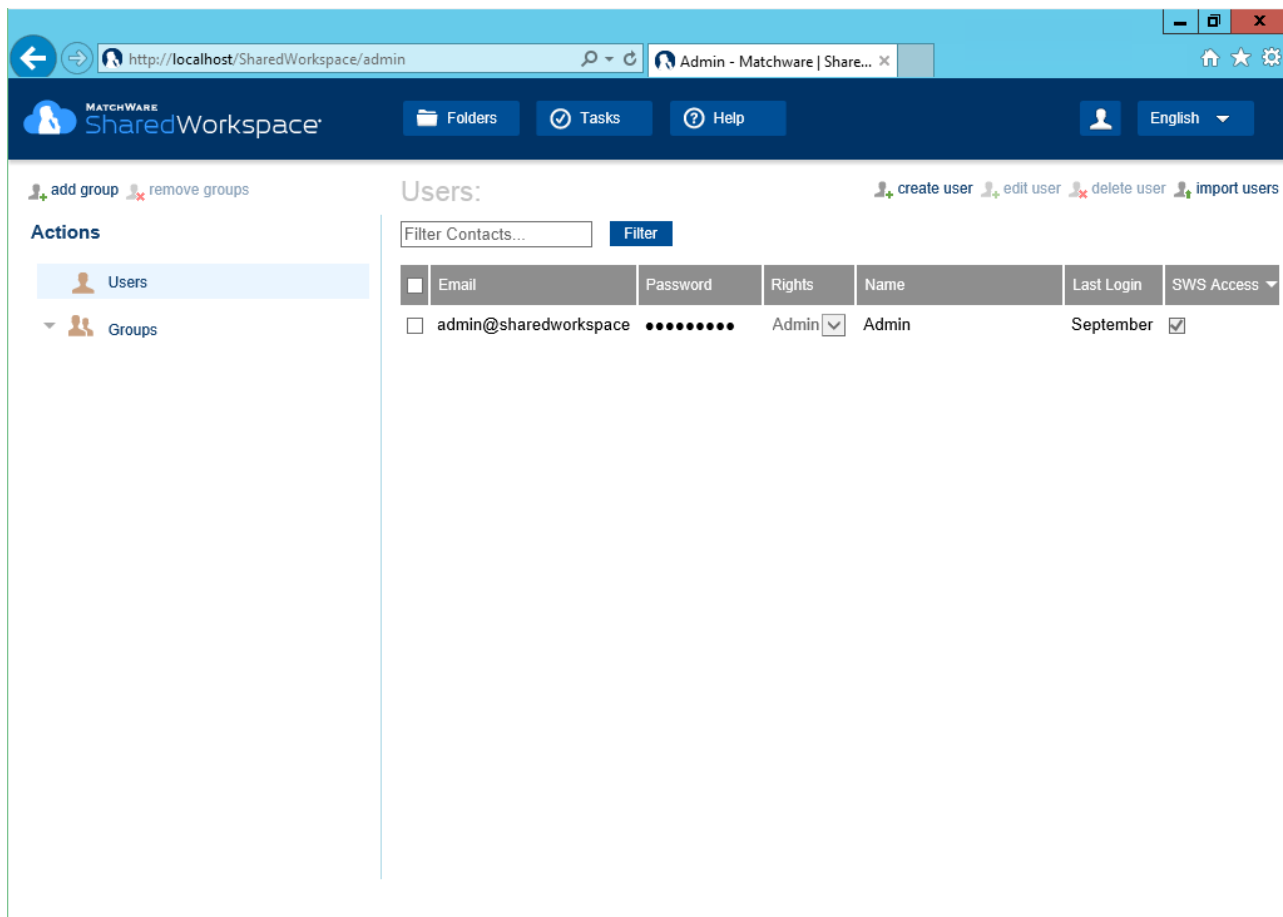 http://localhost/SharedWorkspace/admin
Admin - Matchware | Share...
MATCHWARE
SharedWorkspace
Folders
Tasks
Help
English
add group
remove groups
Users:
create user
edit user
delete user
import users
Actions
Filter Contacts...
Filter
Users
Groups
Email
Password
Rights
Name
Last Login
SWS Access
admin@sharedworkspace
●●●●●●●●●
Admin
Admin
September